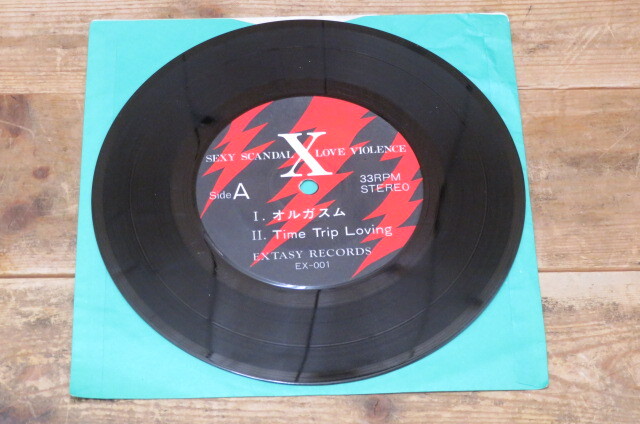 X
SEXY SCANDAL LOVE VIOLENCE
Side A
33RPM
STEREO
I. オルガスム
II. Time Trip Loving
EXTASY RECORDS
EX-001